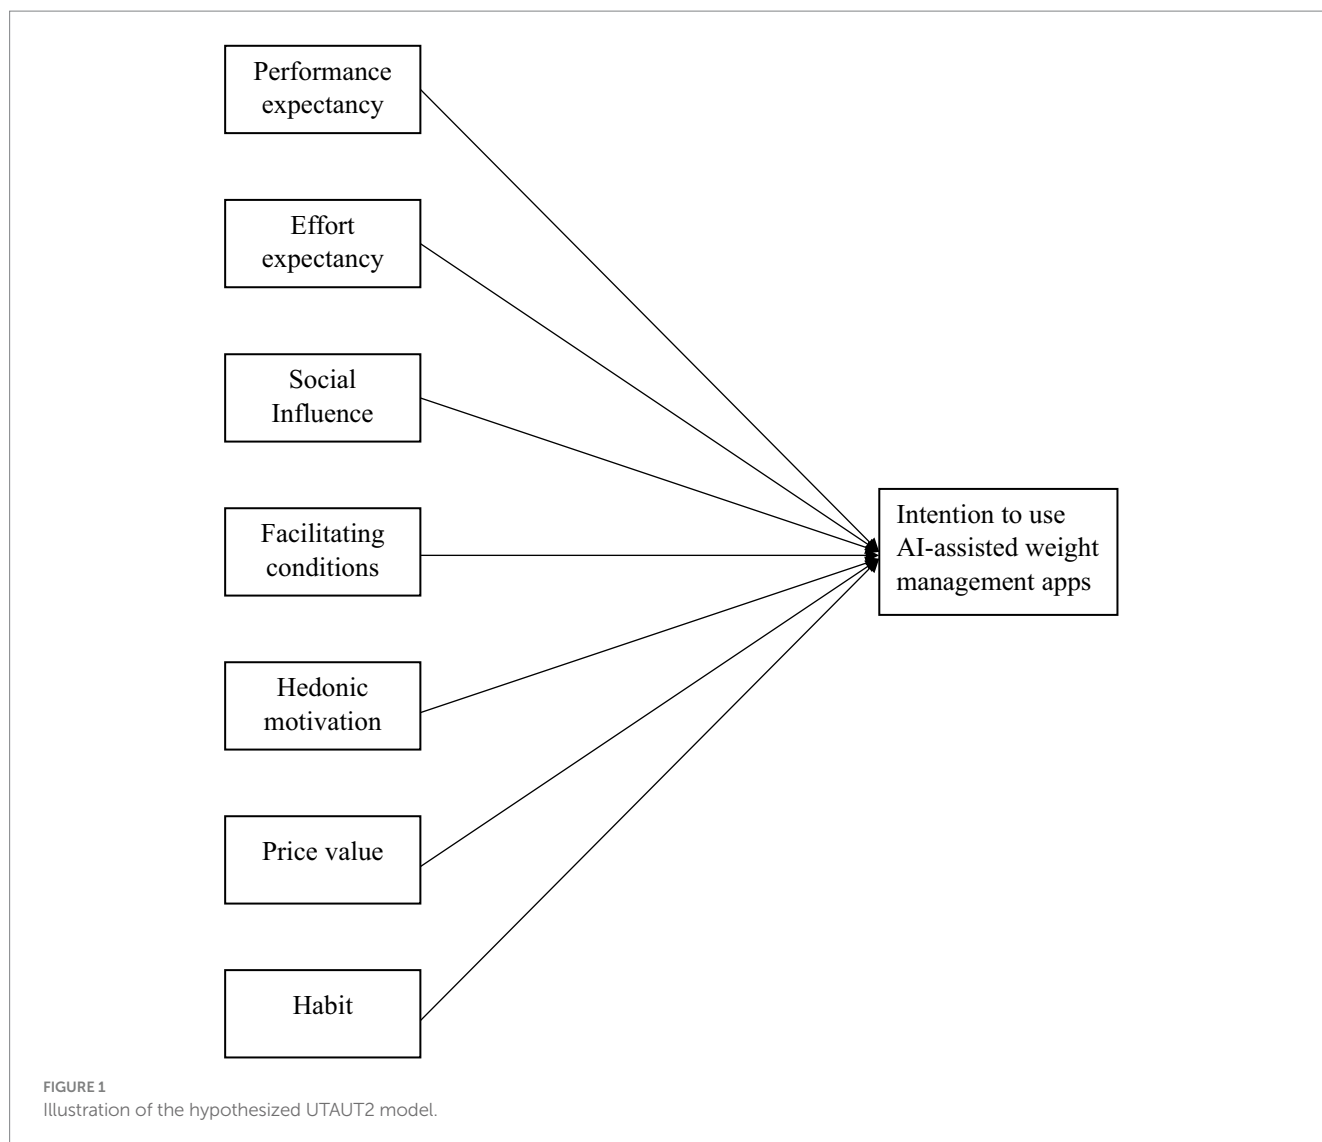 Performance
expectancy
Effort
expectancy
Social
Influence
Facilitating
conditions
Intention to use
AI-assisted weight
management apps
Hedonic
motivation
Price value
Habit
FIGURE 1
Illustration of the hypothesized UTAUT2 model.